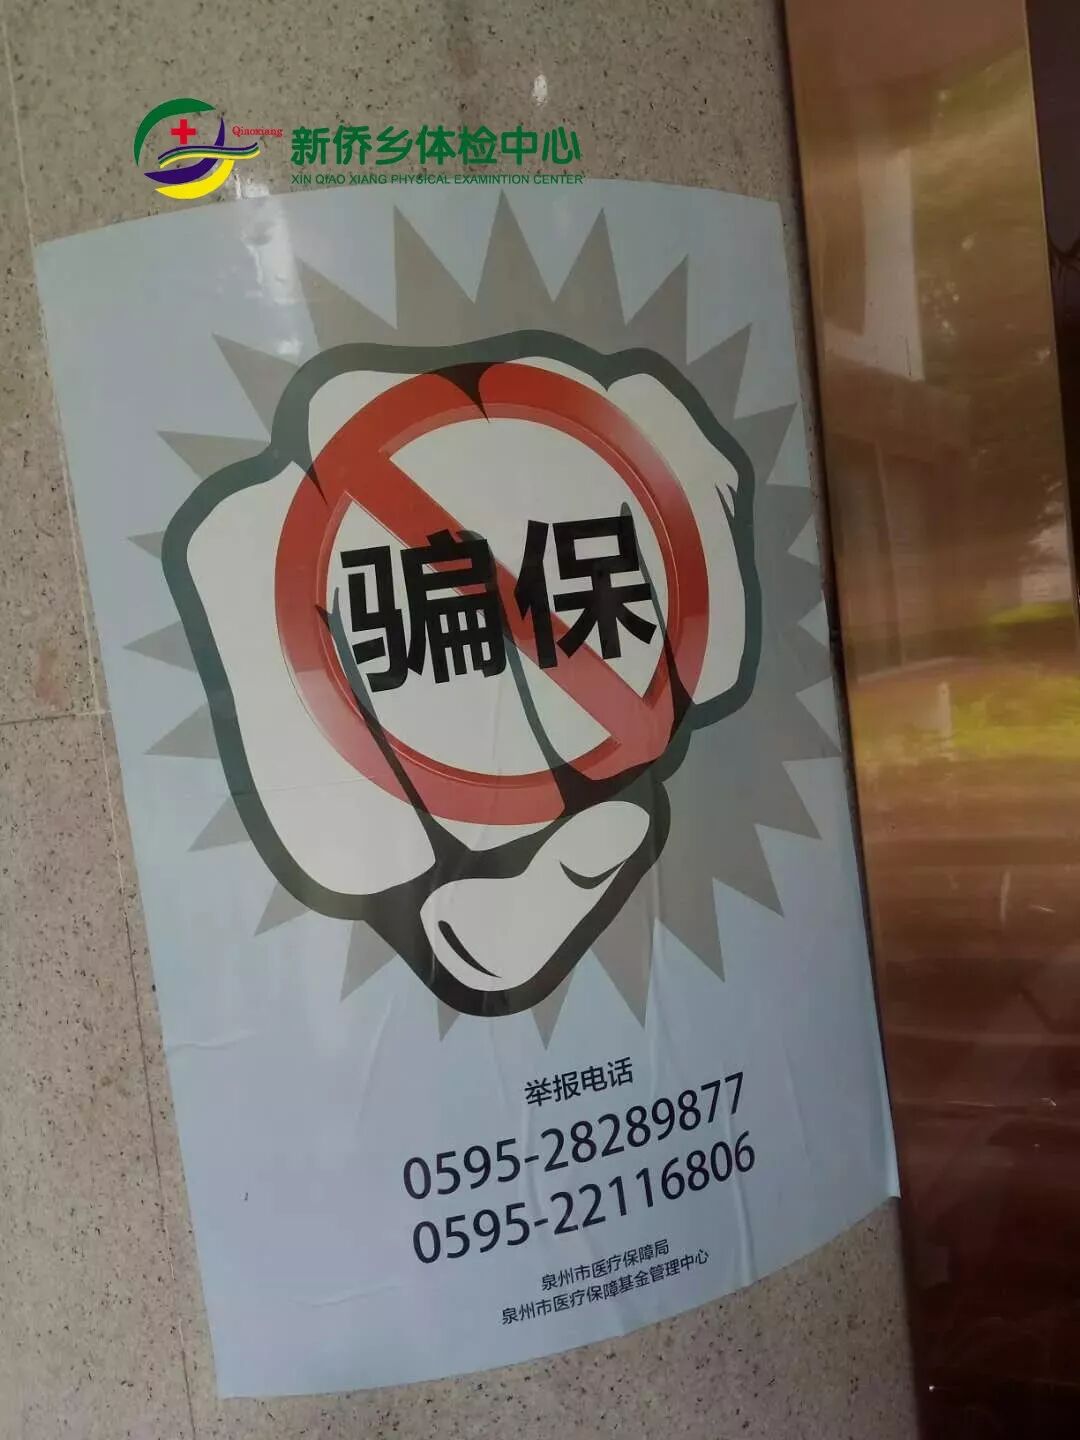 Qiaoxiang
新侨乡体检中心
XIN QIAO XIANG PHYSICAL EXAMINTION CENTER
骗保
举报电话
0595-28289877
0595-22116806
泉州市医疗保障局
泉州市医疗保障基金管理中心